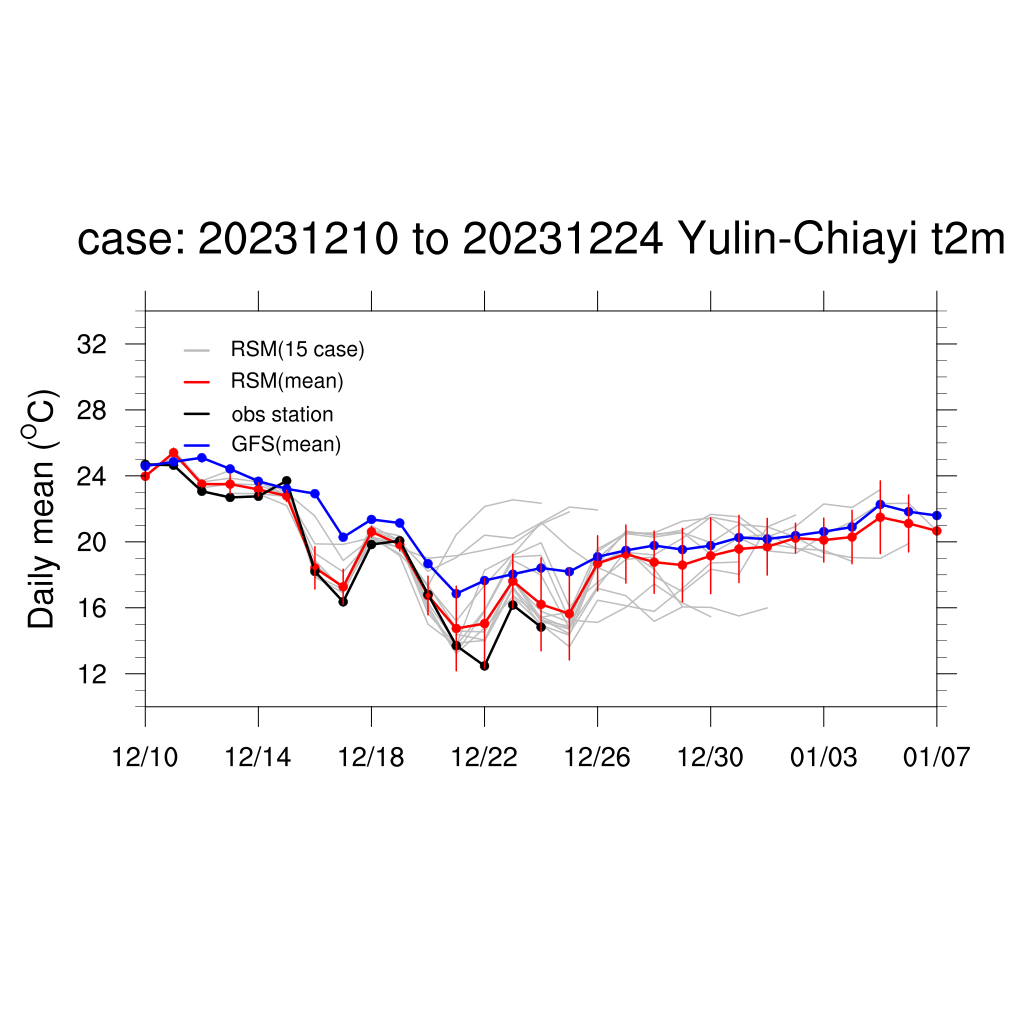 case: 20231210 to 20231224 Yulin-Chiayi t2m
Daily mean (°C)
32
28
24
20
16
12
RSM(15 case)
RSM(mean)
obs station
GFS(mean)
12/10 12/14 12/18 12/22 12/26 12/30 01/03 01/07